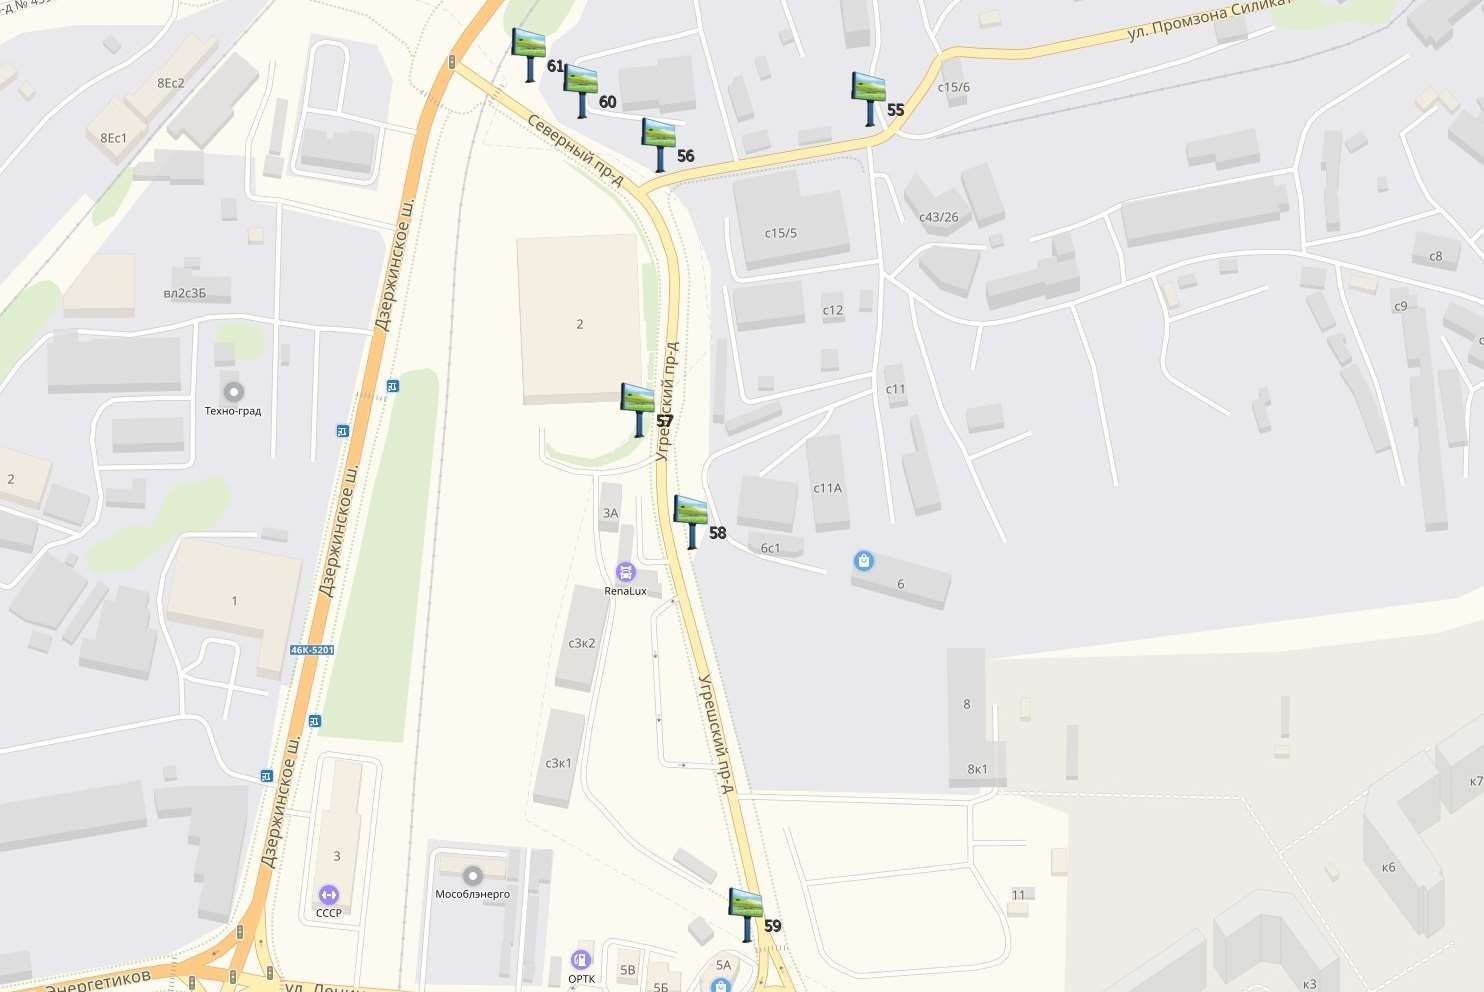 ул. Промзона Силикат
8Ес2
8Ес1
61
60
55
с15/6
56
Северный пр-д
с15/5
с43/26
с8
Дзержинское ш.
вл2с3Б
с12
с9
2
Угрешский пр-д
57
с11
Техно-град
2
3А
58
с11А
6с1
6
RenaLux
1
с3к2
46К-5201
Дзержинское ш.
Угрешский пр-д
8
8к1
с3к1
к7
Дзержинское ш.
3
СССР
Мособлэнерго
к6
11
59
ОРТК
5В
5Б
5А
к3
Энергетиков